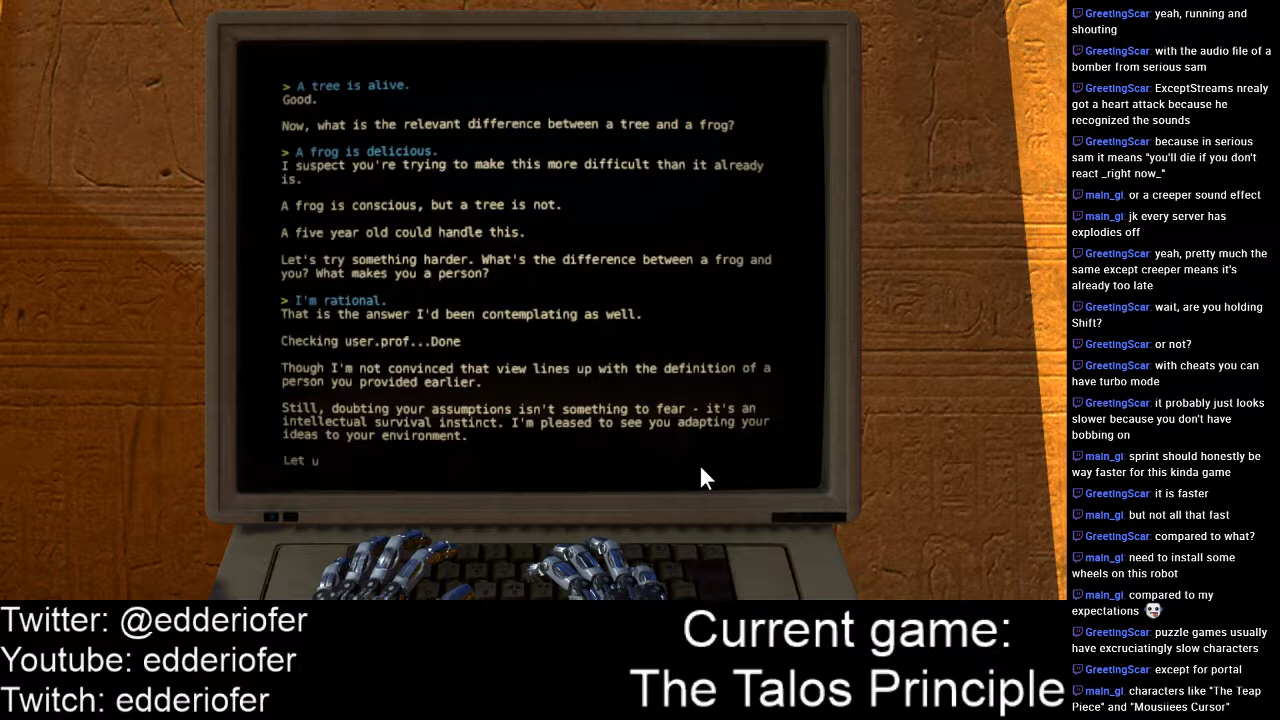 > A tree is alive.
Good.
Now, what is the relevant difference between a tree and a frog?
> A frog is delicious.
I suspect you're trying to make this more difficult than it already
is.
A frog is conscious, but a tree is not.
A five year old could handle this.
Let's try something harder. What's the difference between a frog and
you? What makes you a person?
> I'm rational.
That is the answer I'd been contemplating as well.
Checking user.prof...Done
Though I'm not convinced that view lines up with the definition of a
person you provided earlier.
Still, doubting your assumptions isn't something to fear - it's an
intellectual survival instinct. I'm pleased to see you adapting your
ideas to your environment.
Let u
Twitter: @edderiofer
Youtube: edderiofer
Twitch: edderiofer
Current game:
The Talos Principle
GreetingScar: yeah, running and
shouting
GreetingScar: with the audio file of a
bomber from serious sam
GreetingScar: ExceptStreams nrealy
got a heart attack because he
recognized the sounds
GreetingScar: because in serious
sam it means "you'll die if you don't
react _right now_"
main_gi: or a creeper sound effect
main_gi: jk every server has
explodies off
GreetingScar: yeah, pretty much the
same except creeper means it's
already too late
GreetingScar: wait, are you holding
Shift?
GreetingScar: or not?
GreetingScar: with cheats you can
have turbo mode
GreetingScar: it probably just looks
slower because you don't have
bobbing on
main_gi: sprint should honestly be
way faster for this kinda game
GreetingScar: it is faster
main_gi: but not all that fast
GreetingScar: compared to what?
main_gi: need to install some
wheels on this robot
main_gi: compared to my
expectations
GreetingScar: puzzle games usually
have excruciatingly slow characters
GreetingScar: except for portal
main_gi: characters like "The Teap
Piece" and "Mousiiees Cursor"